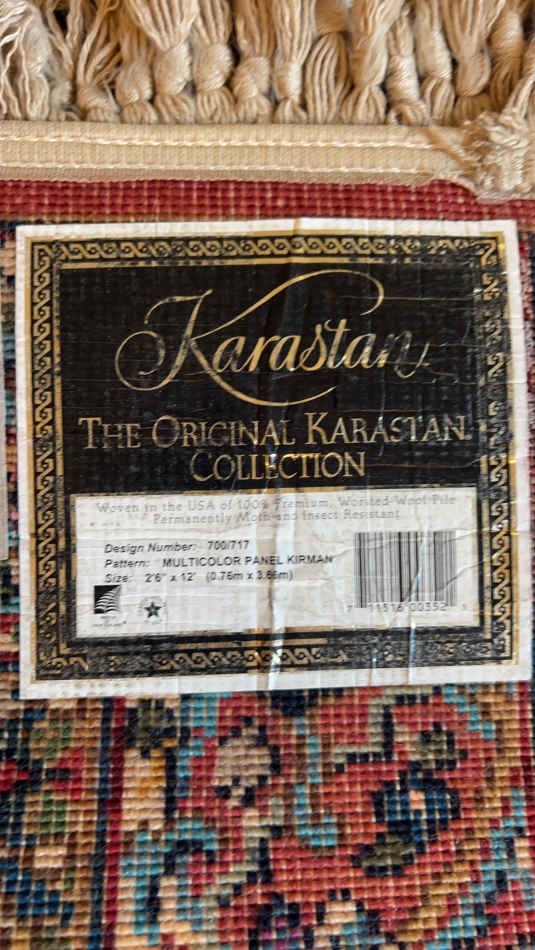 Karastan
THE ORIGINAL KARASTAN
COLLECTION
Woven in the USA of 100% Premium, Worsted Wool Pile
Permanently Moth and Insect Resistant
Design Number: 700/717
Pattern: MULTICOLOR PANEL KIRMAN
Size: 2'6" x 12' (0.76m x 3.66m)
7 11516 00352